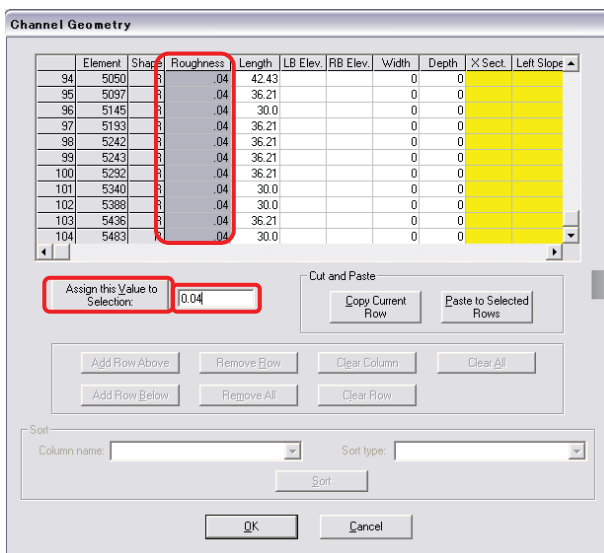 Channel Geometry
Element Shape Roughness Length LB Elev. RB Elev. Width Depth X Sect. Left Slope
94 5050 R .04 42.43 0 0
95 5097 R .04 36.21 0 0
96 5145 R .04 30.0 0 0
97 5193 R .04 36.21 0 0
98 5242 R .04 36.21 0 0
99 5243 R .04 36.21 0 0
100 5292 R .04 36.21 0 0
101 5340 R .04 30.0 0 0
102 5388 R .04 30.0 0 0
103 5436 R .04 36.21 0 0
104 5483 R .04 30.0 0 0
Assign this Value to
Selection:
0.04
Cut and Paste
Copy Current
Row
Paste to Selected
Rows
Add Row Above Remove Row Clear Column Clear All
Add Row Below Remove All Clear Row
Sort
Column name: Sort type:
Sort
OK Cancel